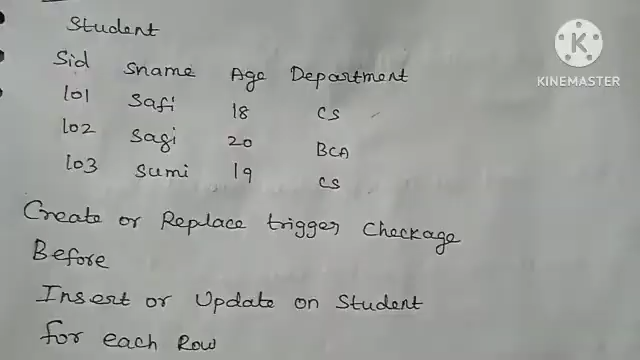 Student
Sid Sname Age Department
101 Safi 18 CS
102 Sagi 20 BCA
103 Sumi 19 CS
Create or Replace trigger Checkage
Before
Insert or Update on Student
for each Row
KINEMASTER